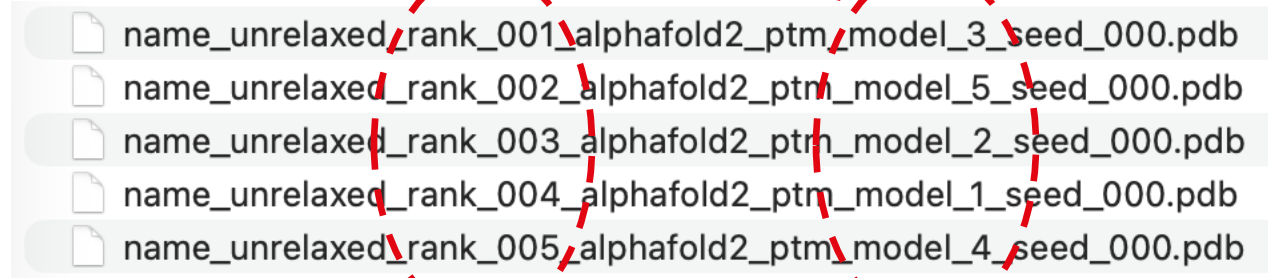 name_unrelaxed_rank_001_alphafold2_ptm_model_3_seed_000.pdb
name_unrelaxed_rank_002_alphafold2_ptm_model_5_seed_000.pdb
name_unrelaxed_rank_003_alphafold2_ptm_model_2_seed_000.pdb
name_unrelaxed_rank_004_alphafold2_ptm_model_1_seed_000.pdb
name_unrelaxed_rank_005_alphafold2_ptm_model_4_seed_000.pdb